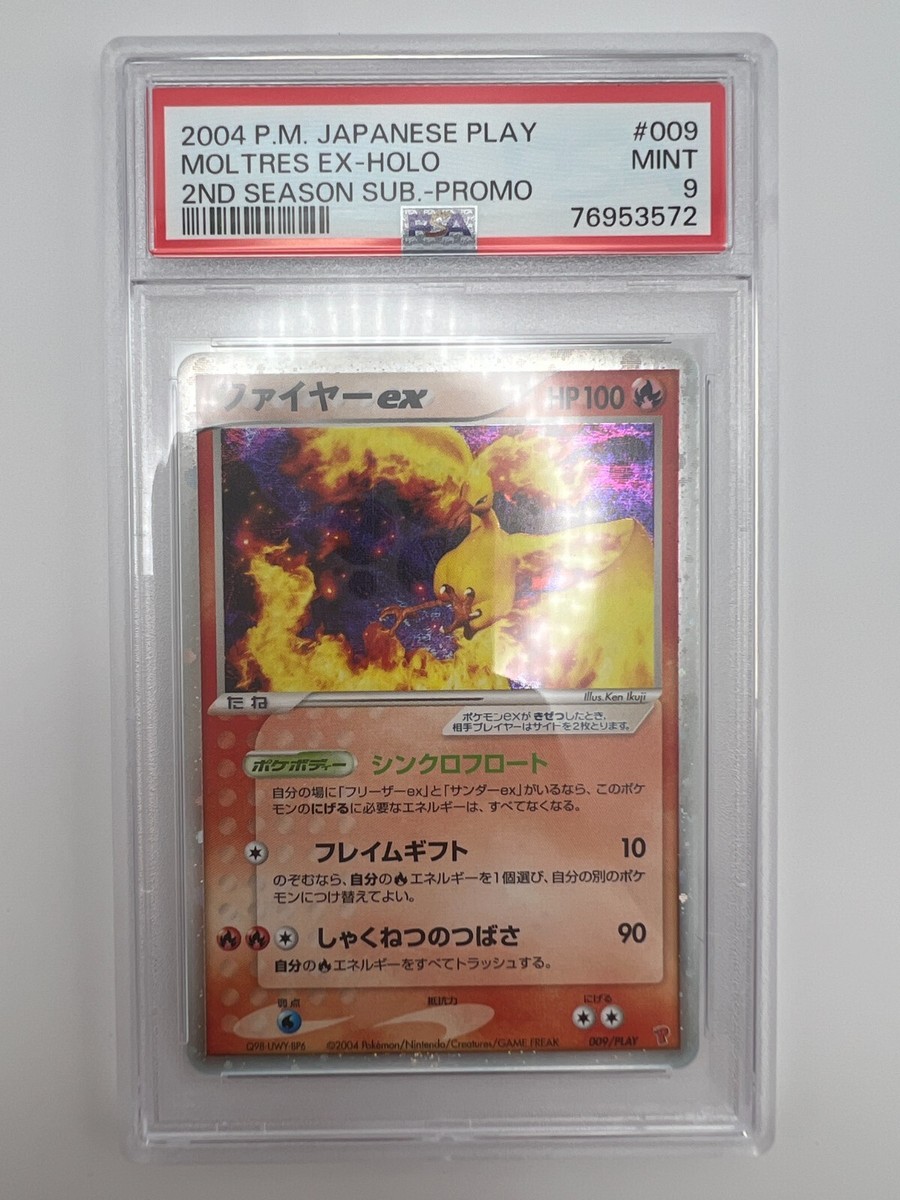 2004 P.M. JAPANESE PLAY #009
MOLTRES EX-HOLO MINT
2ND SEASON SUB.-PROMO 9
76953572
PSA
ファイヤーex HP100
たね
Illus. Ken Ikuji
ポケモンexがきぜつしたとき、
相手プレイヤーはサイドを2枚とります。
ポケボディー シンクロフロート
自分の場に「フリーザーex」と「サンダーex」がいるなら、このポケ
モンのにげるに必要なエネルギーは、すべてなくなる。
フレイムギフト 10
のぞむなら、自分のエネルギーを1個選び、自分の別のポケ
モンにつけ替えてよい。
しゃくねつのつばさ 90
自分のエネルギーをすべてトラッシュする。
弱点 抵抗力 にげる
Q98-UWY-8P6 ©2004 Pokémon/Nintendo/Creatures/GAME FREAK 009/PLAY